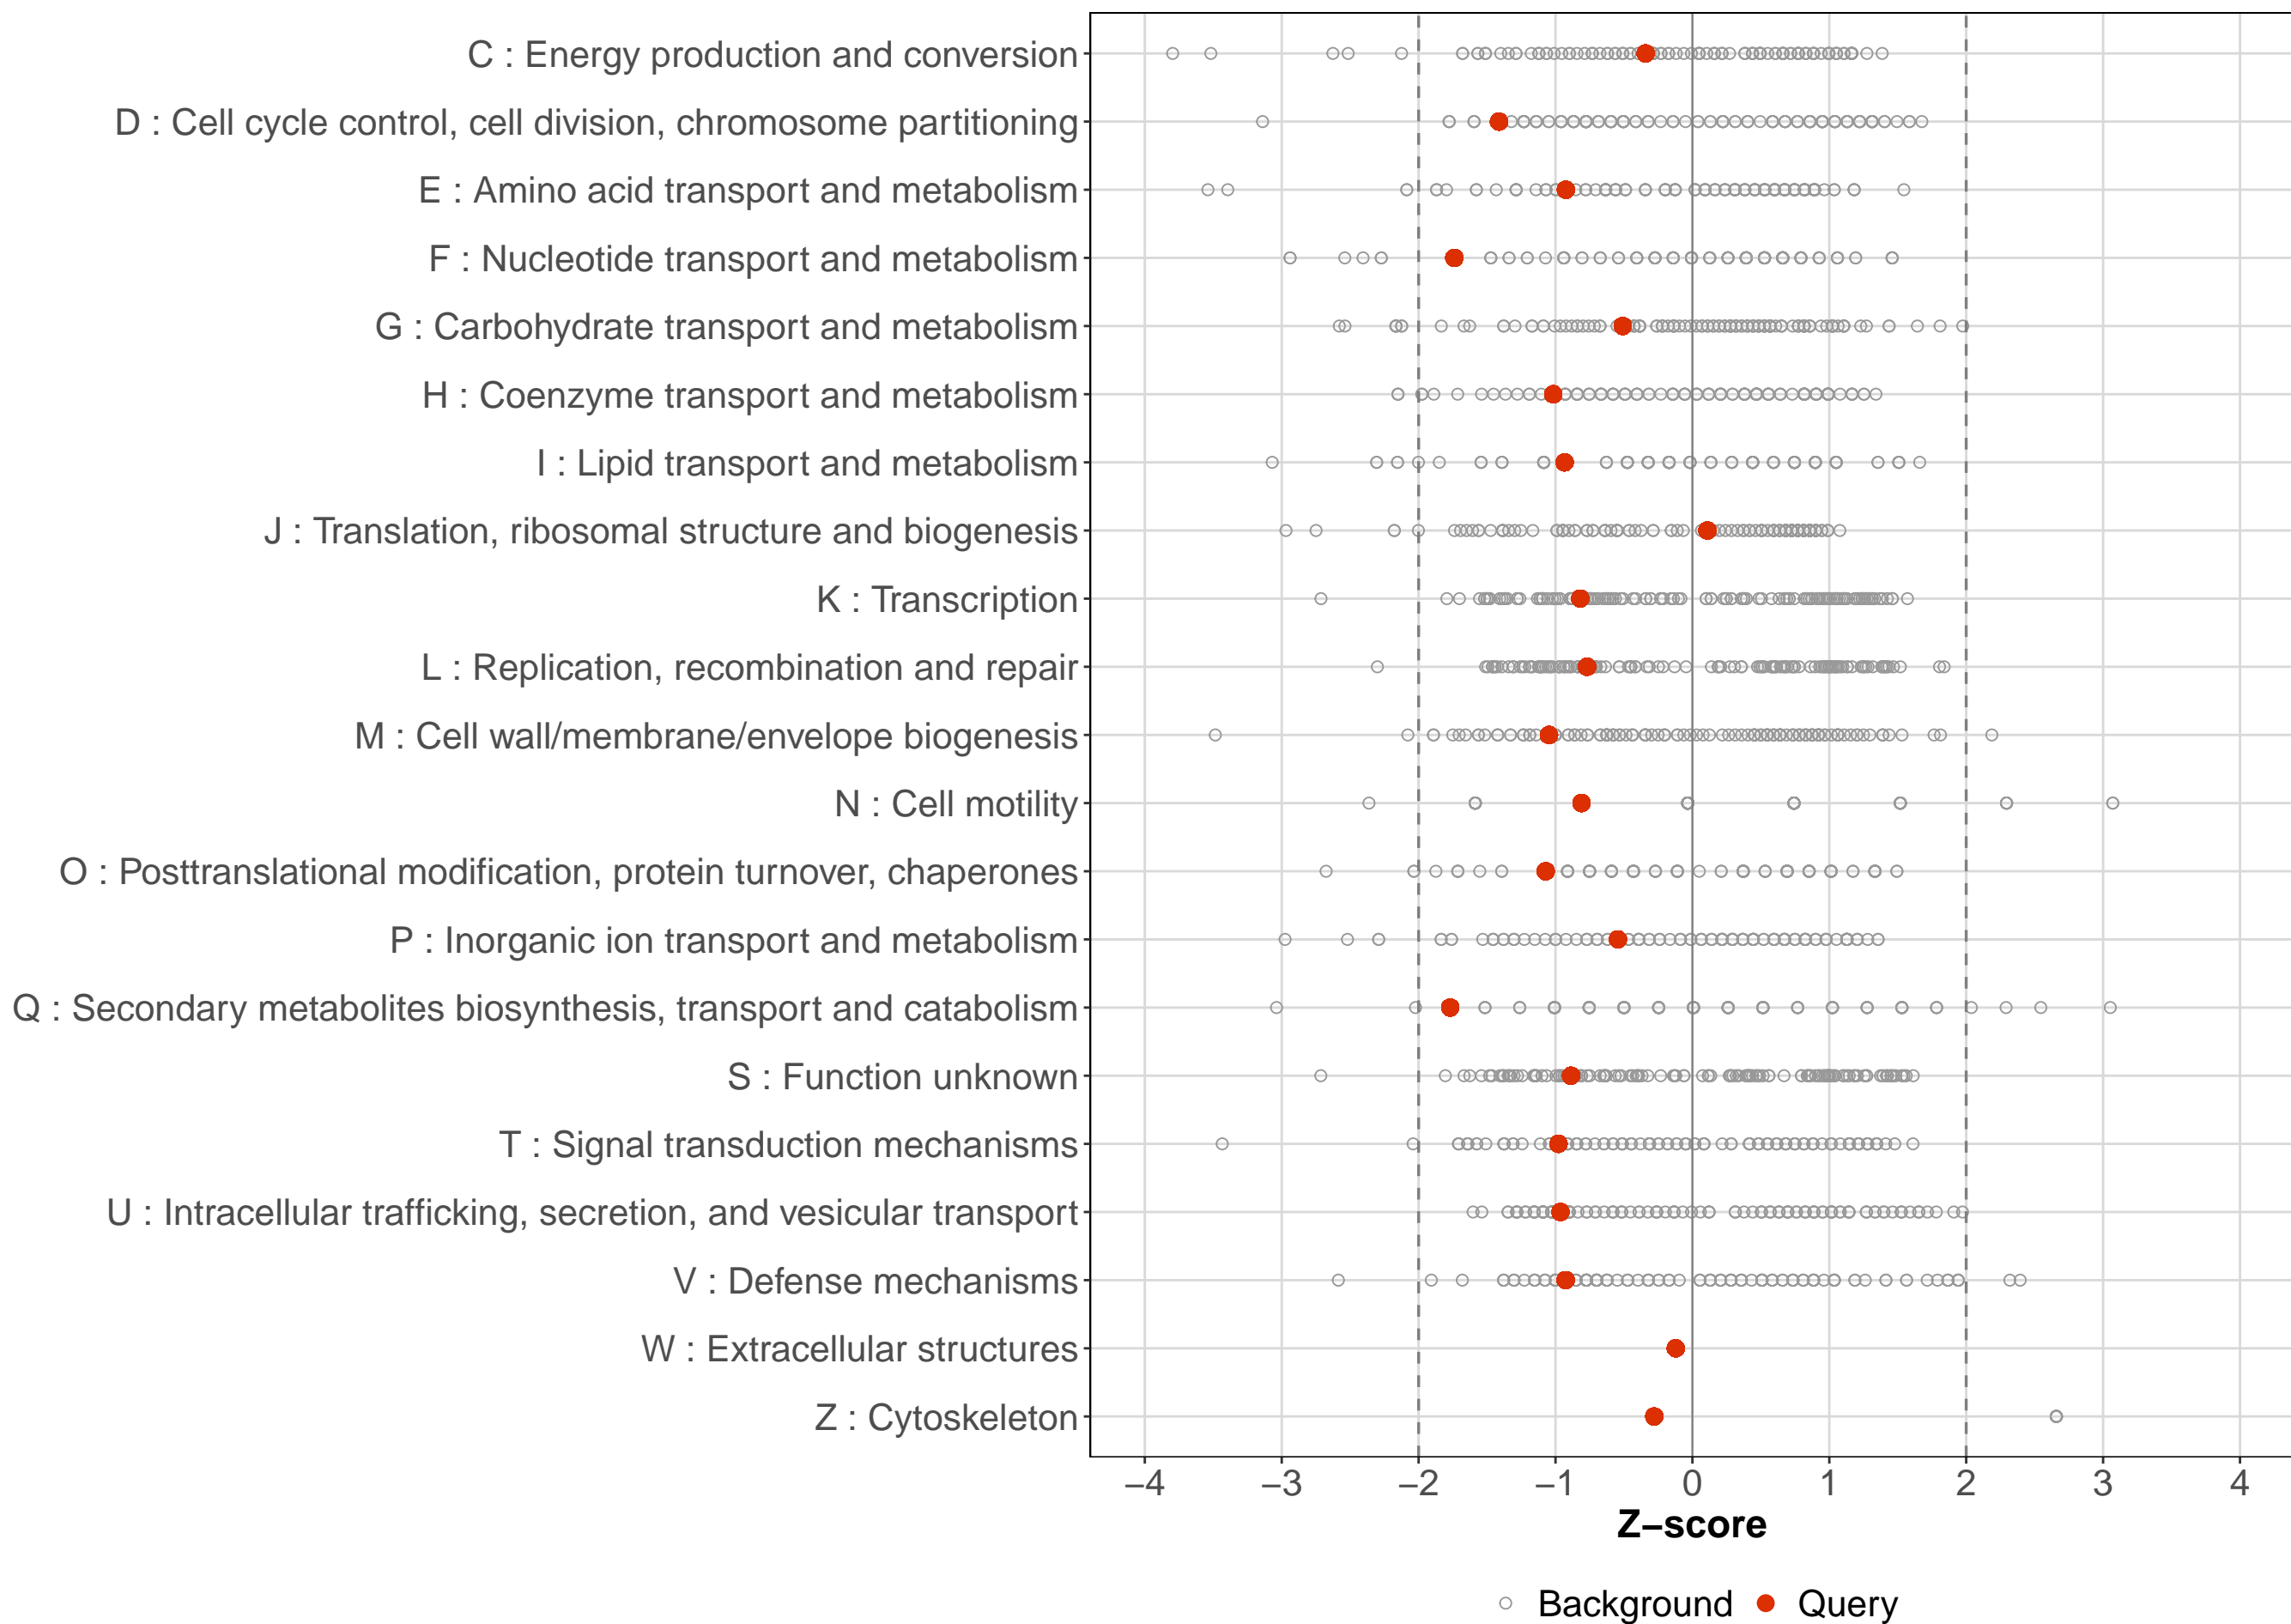 C : Energy production and conversion
D : Cell cycle control, cell division, chromosome partitioning
E : Amino acid transport and metabolism
F : Nucleotide transport and metabolism
G : Carbohydrate transport and metabolism
H : Coenzyme transport and metabolism
I : Lipid transport and metabolism
J : Translation, ribosomal structure and biogenesis
K : Transcription
L : Replication, recombination and repair
M : Cell wall/membrane/envelope biogenesis
N : Cell motility
O : Posttranslational modification, protein turnover, chaperones
P : Inorganic ion transport and metabolism
Q : Secondary metabolites biosynthesis, transport and catabolism
S : Function unknown
T : Signal transduction mechanisms
U : Intracellular trafficking, secretion, and vesicular transport
V : Defense mechanisms
W : Extracellular structures
Z : Cytoskeleton
−4 −3 −2 −1 0 1 2 3 4
Z−score
Background Query